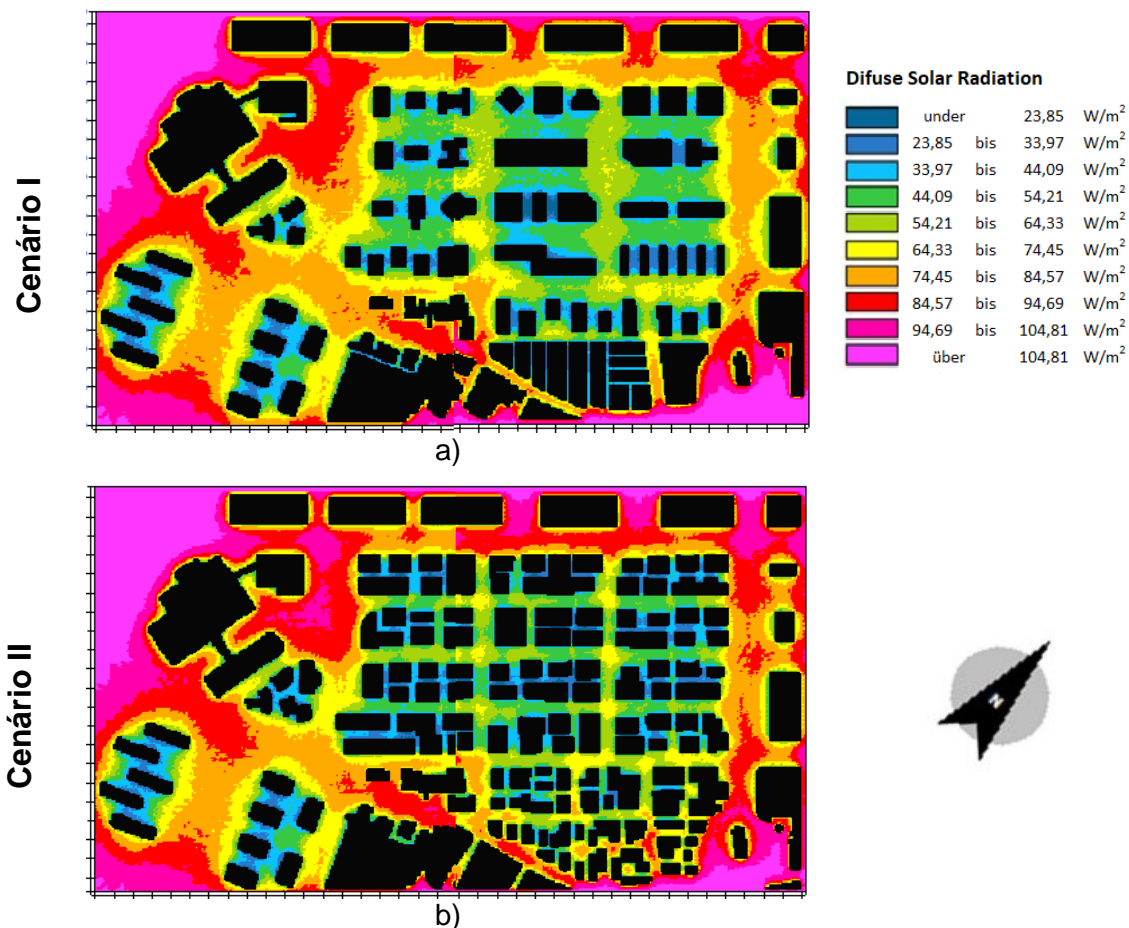 Cenário I
Difuse Solar Radiation
under 23,85 W/m²
23,85 bis 33,97 W/m²
33,97 bis 44,09 W/m²
44,09 bis 54,21 W/m²
54,21 bis 64,33 W/m²
64,33 bis 74,45 W/m²
74,45 bis 84,57 W/m²
84,57 bis 94,69 W/m²
94,69 bis 104,81 W/m²
über 104,81 W/m²
a)
Cenário II
N
b)